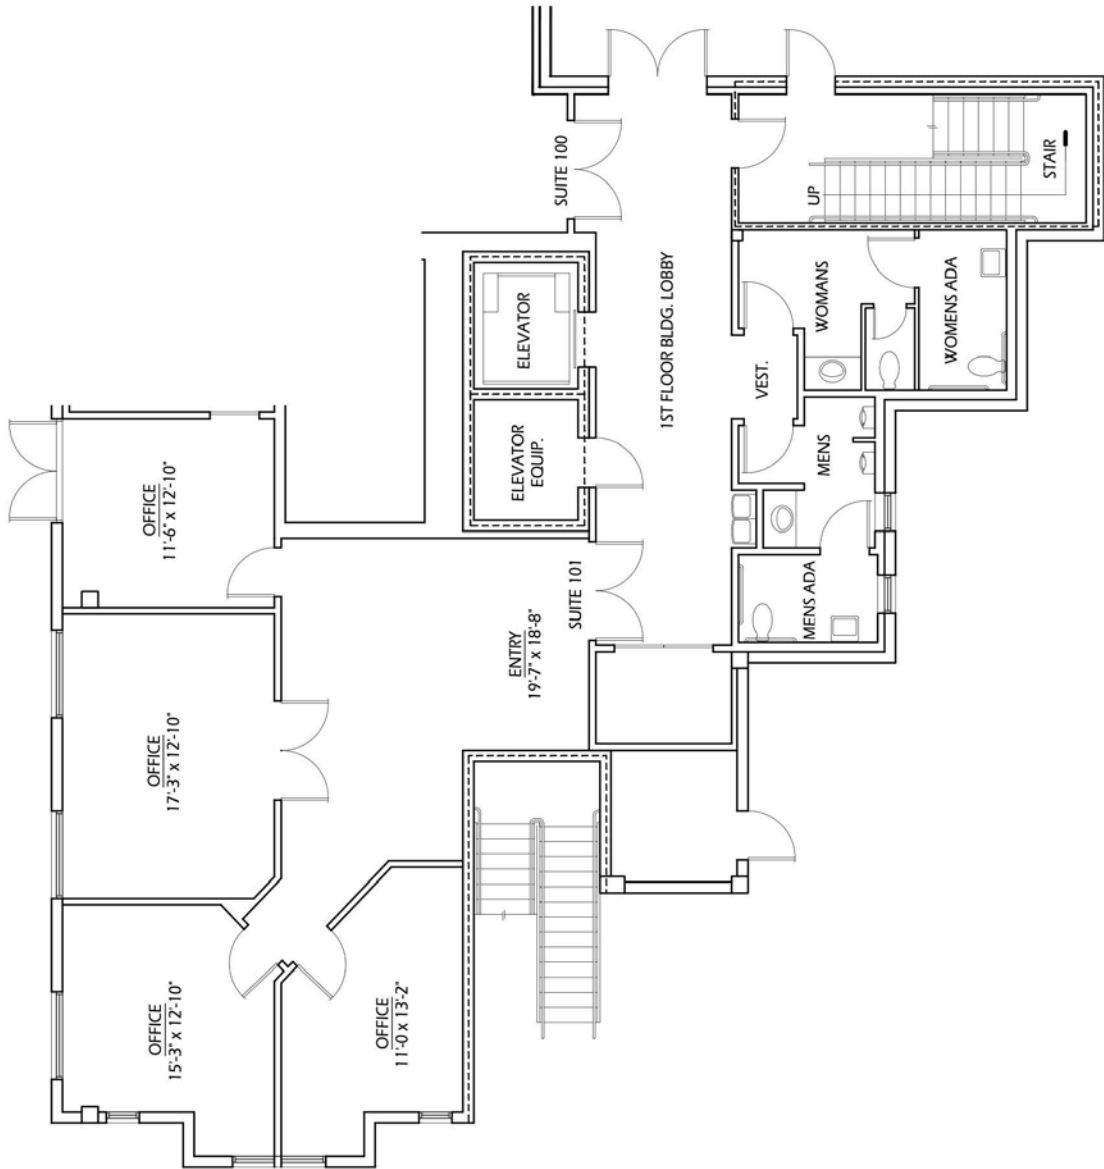 OFFICE
15'-3" x 12'-10"
OFFICE
17'-3" x 12'-10"
OFFICE
11'-6" x 12'-10"
OFFICE
11'-0 x 13'-2"
ENTRY
19'-7" x 18'-8"
SUITE 101
ELEVATOR
EQUIP.
ELEVATOR
SUITE 100
1ST FLOOR BLDG. LOBBY
VEST.
MENS ADA
MENS
WOMANS
WOMENS ADA
UP
STAIR